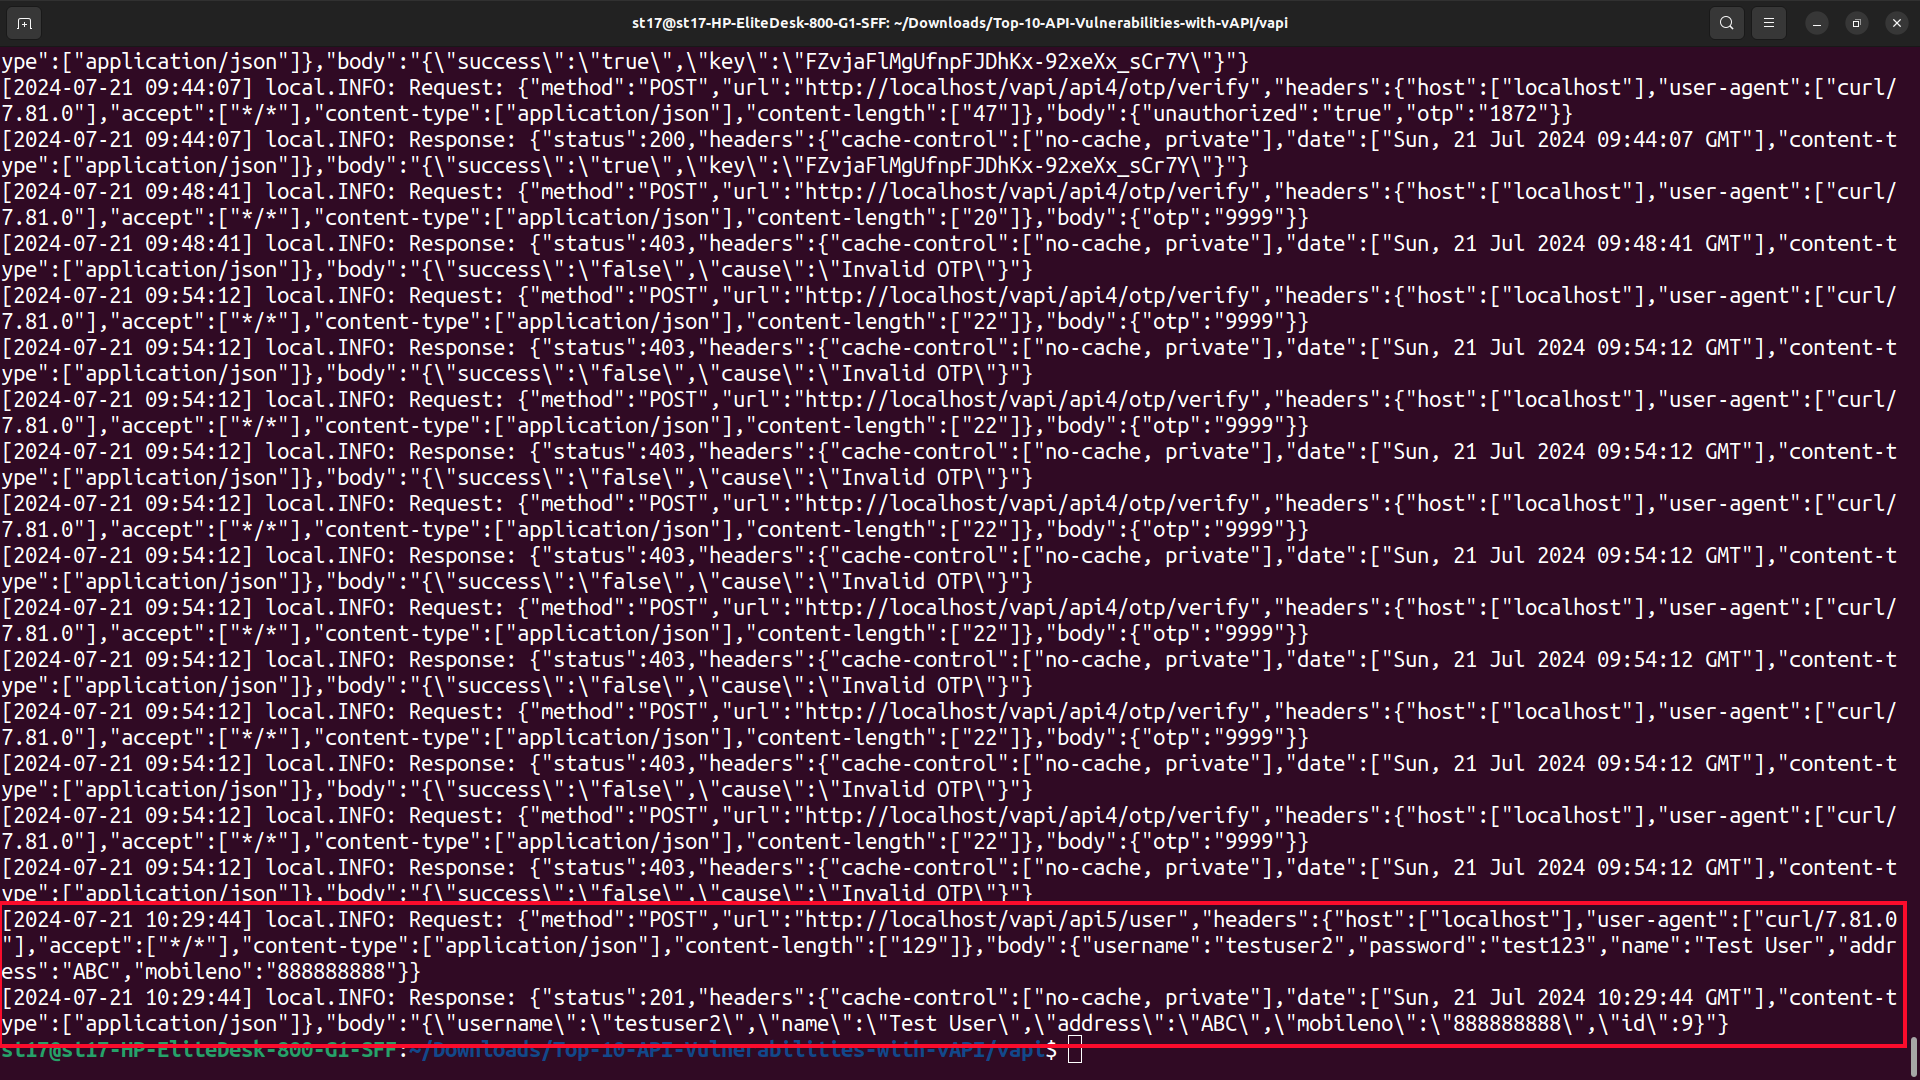 st17@st17-HP-EliteDesk-800-G1-SFF: ~/Downloads/Top-10-API-Vulnerabilities-with-vAPI/vapi
ype":["application/json"]},"body":"{\"success\":\"true\",\"key\":\"FZvjaFlMgUfnpFJDhKx-92xeXx_sCr7Y\"}"}
[2024-07-21 09:44:07] local.INFO: Request: {"method":"POST","url":"http://localhost/vapi/api4/otp/verify","headers":{"host":["localhost"],"user-agent":["curl/
7.81.0"],"accept":["*/*"],"content-type":["application/json"],"content-length":["47"]},"body":{"unauthorized":"true","otp":"1872"}}
[2024-07-21 09:44:07] local.INFO: Response: {"status":200,"headers":{"cache-control":["no-cache, private"],"date":["Sun, 21 Jul 2024 09:44:07 GMT"],"content-t
ype":["application/json"]},"body":"{\"success\":\"true\",\"key\":\"FZvjaFlMgUfnpFJDhKx-92xeXx_sCr7Y\"}"}
[2024-07-21 09:48:41] local.INFO: Request: {"method":"POST","url":"http://localhost/vapi/api4/otp/verify","headers":{"host":["localhost"],"user-agent":["curl/
7.81.0"],"accept":["*/*"],"content-type":["application/json"],"content-length":["20"]},"body":{"otp":"9999"}}
[2024-07-21 09:48:41] local.INFO: Response: {"status":403,"headers":{"cache-control":["no-cache, private"],"date":["Sun, 21 Jul 2024 09:48:41 GMT"],"content-t
ype":["application/json"]},"body":"{\"success\":\"false\",\"cause\":\"Invalid OTP\"}"}
[2024-07-21 09:54:12] local.INFO: Request: {"method":"POST","url":"http://localhost/vapi/api4/otp/verify","headers":{"host":["localhost"],"user-agent":["curl/
7.81.0"],"accept":["*/*"],"content-type":["application/json"],"content-length":["22"]},"body":{"otp":"9999"}}
[2024-07-21 09:54:12] local.INFO: Response: {"status":403,"headers":{"cache-control":["no-cache, private"],"date":["Sun, 21 Jul 2024 09:54:12 GMT"],"content-t
ype":["application/json"]},"body":"{\"success\":\"false\",\"cause\":\"Invalid OTP\"}"}
[2024-07-21 09:54:12] local.INFO: Request: {"method":"POST","url":"http://localhost/vapi/api4/otp/verify","headers":{"host":["localhost"],"user-agent":["curl/
7.81.0"],"accept":["*/*"],"content-type":["application/json"],"content-length":["22"]},"body":{"otp":"9999"}}
[2024-07-21 09:54:12] local.INFO: Response: {"status":403,"headers":{"cache-control":["no-cache, private"],"date":["Sun, 21 Jul 2024 09:54:12 GMT"],"content-t
ype":["application/json"]},"body":"{\"success\":\"false\",\"cause\":\"Invalid OTP\"}"}
[2024-07-21 09:54:12] local.INFO: Request: {"method":"POST","url":"http://localhost/vapi/api4/otp/verify","headers":{"host":["localhost"],"user-agent":["curl/
7.81.0"],"accept":["*/*"],"content-type":["application/json"],"content-length":["22"]},"body":{"otp":"9999"}}
[2024-07-21 09:54:12] local.INFO: Response: {"status":403,"headers":{"cache-control":["no-cache, private"],"date":["Sun, 21 Jul 2024 09:54:12 GMT"],"content-t
ype":["application/json"]},"body":"{\"success\":\"false\",\"cause\":\"Invalid OTP\"}"}
[2024-07-21 09:54:12] local.INFO: Request: {"method":"POST","url":"http://localhost/vapi/api4/otp/verify","headers":{"host":["localhost"],"user-agent":["curl/
7.81.0"],"accept":["*/*"],"content-type":["application/json"],"content-length":["22"]},"body":{"otp":"9999"}}
[2024-07-21 09:54:12] local.INFO: Response: {"status":403,"headers":{"cache-control":["no-cache, private"],"date":["Sun, 21 Jul 2024 09:54:12 GMT"],"content-t
ype":["application/json"]},"body":"{\"success\":\"false\",\"cause\":\"Invalid OTP\"}"}
[2024-07-21 09:54:12] local.INFO: Request: {"method":"POST","url":"http://localhost/vapi/api4/otp/verify","headers":{"host":["localhost"],"user-agent":["curl/
7.81.0"],"accept":["*/*"],"content-type":["application/json"],"content-length":["22"]},"body":{"otp":"9999"}}
[2024-07-21 09:54:12] local.INFO: Response: {"status":403,"headers":{"cache-control":["no-cache, private"],"date":["Sun, 21 Jul 2024 09:54:12 GMT"],"content-t
ype":["application/json"]},"body":"{\"success\":\"false\",\"cause\":\"Invalid OTP\"}"}
[2024-07-21 09:54:12] local.INFO: Request: {"method":"POST","url":"http://localhost/vapi/api4/otp/verify","headers":{"host":["localhost"],"user-agent":["curl/
7.81.0"],"accept":["*/*"],"content-type":["application/json"],"content-length":["22"]},"body":{"otp":"9999"}}
[2024-07-21 09:54:12] local.INFO: Response: {"status":403,"headers":{"cache-control":["no-cache, private"],"date":["Sun, 21 Jul 2024 09:54:12 GMT"],"content-t
ype":["application/json"]},"body":"{\"success\":\"false\",\"cause\":\"Invalid OTP\"}"}
[2024-07-21 10:29:44] local.INFO: Request: {"method":"POST","url":"http://localhost/vapi/api5/user","headers":{"host":["localhost"],"user-agent":["curl/7.81.0
"],"accept":["*/*"],"content-type":["application/json"],"content-length":["129"]},"body":{"username":"testuser2","password":"test123","name":"Test User","addr
ess":"ABC","mobileno":"888888888"}}
[2024-07-21 10:29:44] local.INFO: Response: {"status":201,"headers":{"cache-control":["no-cache, private"],"date":["Sun, 21 Jul 2024 10:29:44 GMT"],"content-t
ype":["application/json"]},"body":"{\"username\":\"testuser2\",\"name\":\"Test User\",\"address\":\"ABC\",\"mobileno\":\"888888888\",\"id\":9}"}
st17@st17-HP-EliteDesk-800-G1-SFF:~/Downloads/Top-10-API-Vulnerabilities-with-vAPI/vapi$